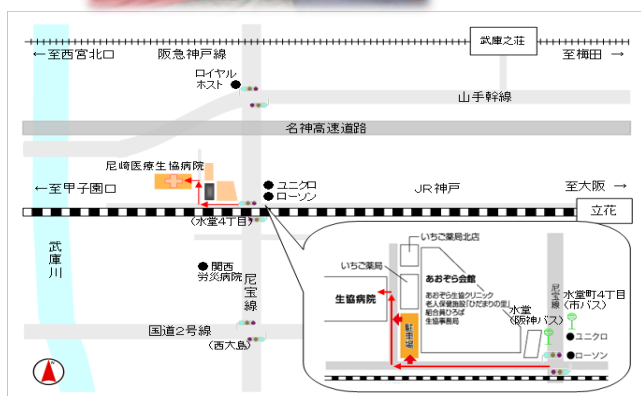 武庫之荘
←至西宮北口
阪急神戸線
至梅田 →
ロイヤル
ホスト
山手幹線
名神高速道路
尼崎医療生協病院
ユニクロ
ローソン
←至甲子園口
JR神戸
至大阪 →
立花
(水堂4丁目)
武庫川
関西
労災病院
尼宝線
国道2号線
(西大島)
いちご薬局北店
いちご薬局
生協病院
駐車場
あおぞら会館
あおぞら生協クリニック
老人保健施設「ひだまりの里」
組合員ひろば
生協事務局
水堂
(阪神バス)
尼宝線
水堂町4丁目
(市バス)
ユニクロ
ローソン